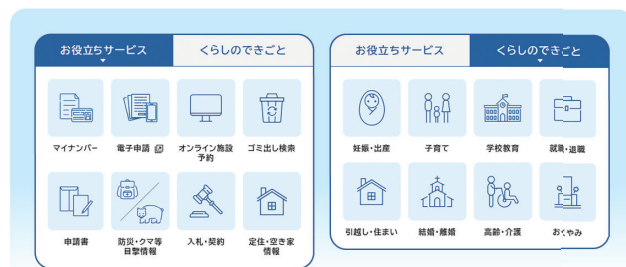 お役立ちサービス
くらしのできごと
マイナンバー
電子申請
オンライン施設
予約
ゴミ出し検索
申請書
防災・クマ等
目撃情報
入札・契約
定住・空き家
情報
お役立ちサービス
くらしのできごと
妊娠・出産
子育て
学校教育
就職・退職
引越し・住まい
結婚・離婚
高齢・介護
おくやみ